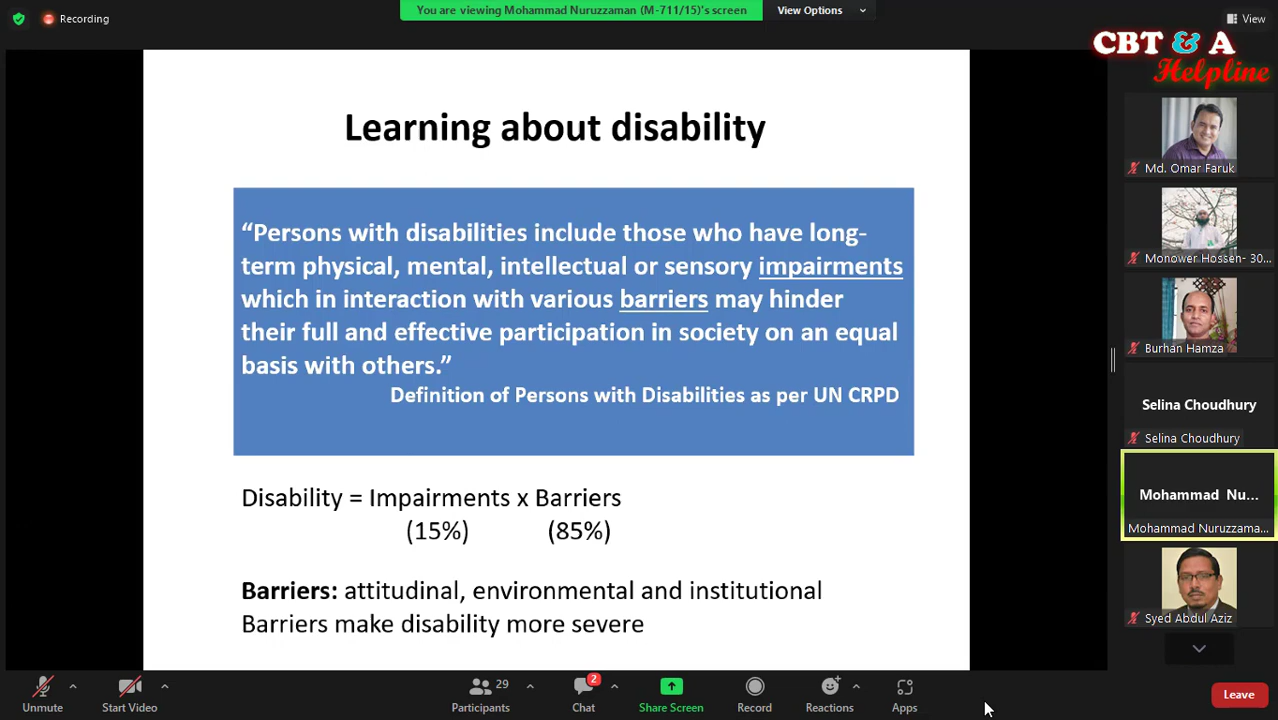 Recording
You are viewing Mohammad Nuruzzaman (M-711/15)'s screen
View Options
View
CBT & A
Helpline
Learning about disability
“Persons with disabilities include those who have long-
term physical, mental, intellectual or sensory impairments
which in interaction with various barriers may hinder
their full and effective participation in society on an equal
basis with others.”
Definition of Persons with Disabilities as per UN CRPD
Disability = Impairments x Barriers
(15%) (85%)
Barriers: attitudinal, environmental and institutional
Barriers make disability more severe
Md. Omar Faruk
Monower Hossen- 30...
Burhan Hamza
Selina Choudhury
Selina Choudhury
Mohammad Nu...
Mohammad Nuruzzama...
Syed Abdul Aziz
Unmute
Start Video
29
Participants
2
Chat
Share Screen
Record
Reactions
Apps
Leave